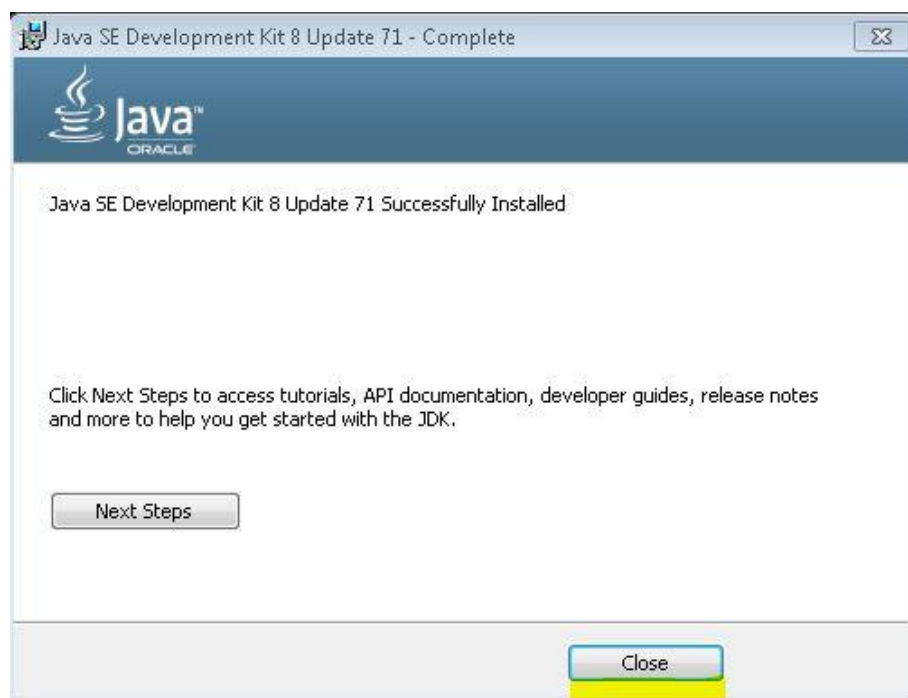 Java SE Development Kit 8 Update 71 - Complete
Java™
ORACLE
Java SE Development Kit 8 Update 71 Successfully Installed
Click Next Steps to access tutorials, API documentation, developer guides, release notes
and more to help you get started with the JDK.
Next Steps
Close